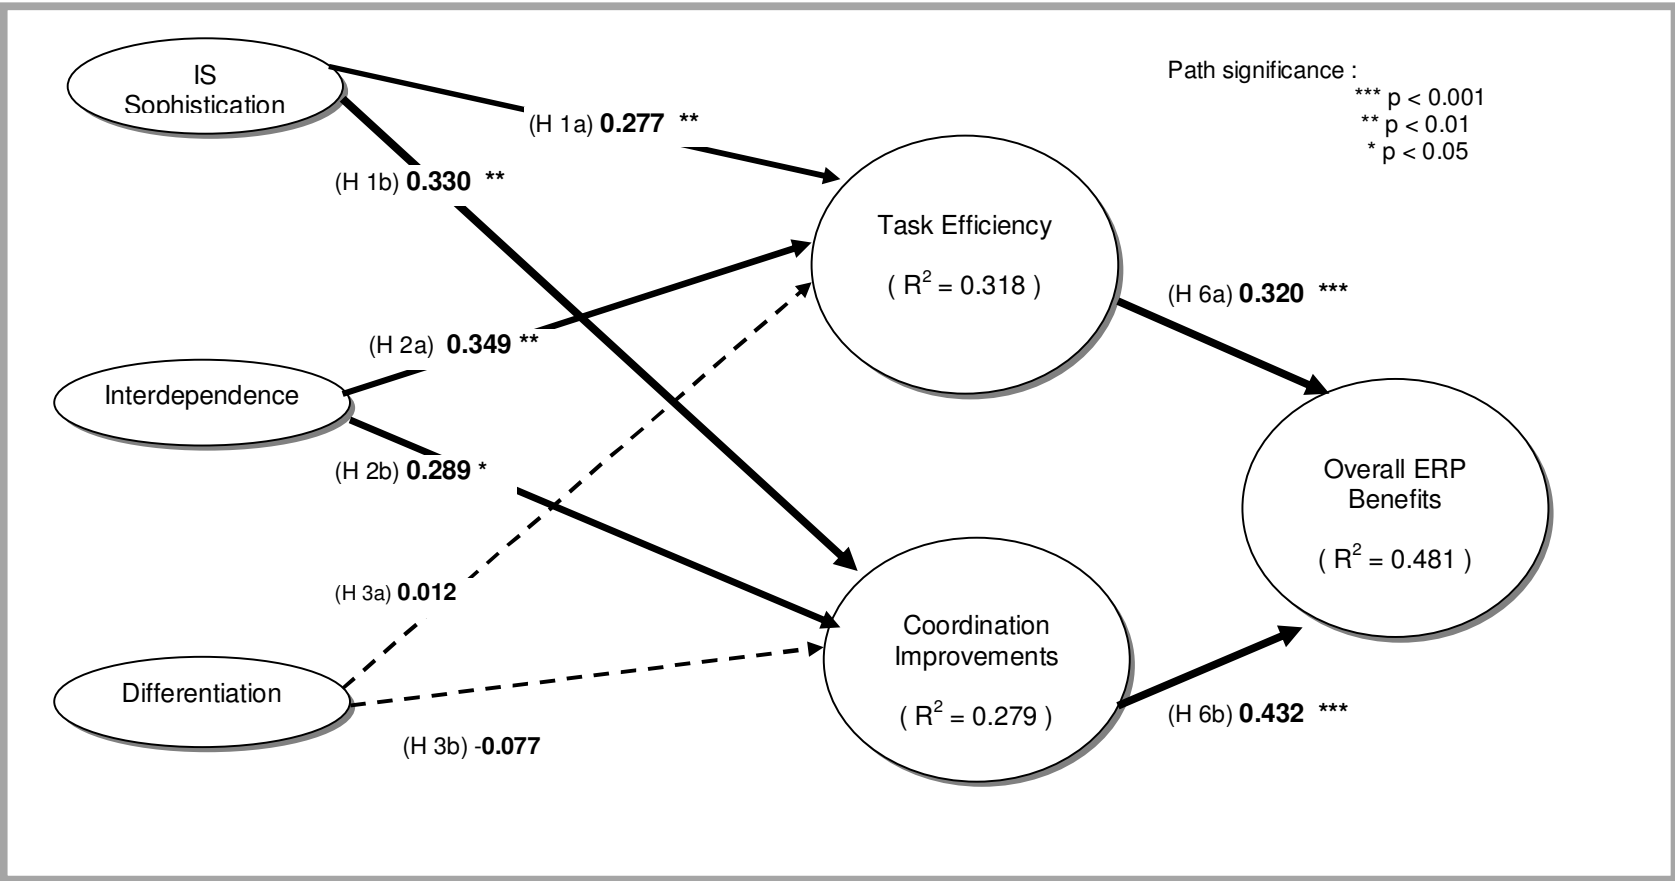 IS
Sophistication
Path significance :
*** p < 0.001
** p < 0.01
* p < 0.05
(H 1a) 0.277 **
(H 1b) 0.330 **
Task Efficiency
( R² = 0.318 )
(H 6a) 0.320 ***
(H 2a) 0.349 **
Interdependence
(H 2b) 0.289 *
Overall ERP
Benefits
( R² = 0.481 )
(H 3a) 0.012
Coordination
Improvements
( R² = 0.279 )
Differentiation
(H 6b) 0.432 ***
(H 3b) -0.077